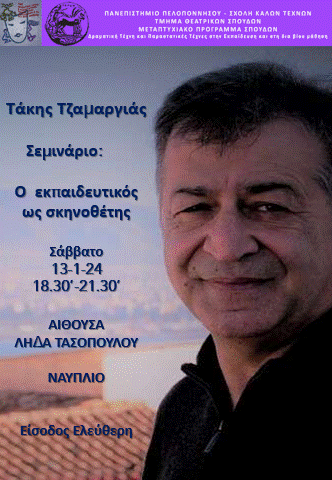 ΠΑΝΕΠΙΣΤΗΜΙΟ ΠΕΛΟΠΟΝΝΗΣΟΥ - ΣΧΟΛΗ ΚΑΛΩΝ ΤΕΧΝΩΝ
ΤΜΗΜΑ ΘΕΑΤΡΙΚΩΝ ΣΠΟΥΔΩΝ
ΜΕΤΑΠΤΥΧΙΑΚΟ ΠΡΟΓΡΑΜΜΑ ΣΠΟΥΔΩΝ
Δραματική Τέχνη και Παραστατικές Τέχνες στην Εκπαίδευση και στη δια βίου μάθηση
Τάκης Τζαμαργιάς
Σεμινάριο:
Ο εκπαιδευτικός
ως σκηνοθέτης
Σάββατο
13-1-24
18.30'-21.30'
ΑΙΘΟΥΣΑ
ΛΗΔΑ ΤΑΣΟΠΟΥΛΟΥ
ΝΑΥΠΛΙΟ
Είσοδος Ελεύθερη